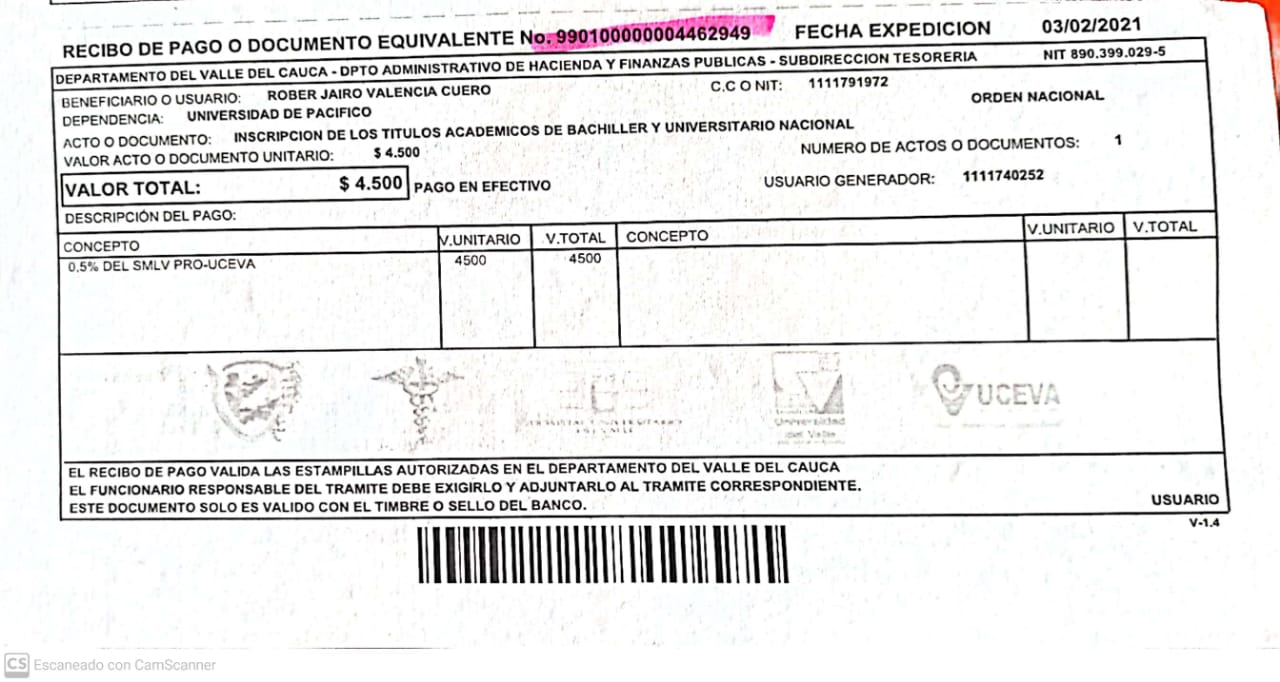 RECIBO DE PAGO O DOCUMENTO EQUIVALENTE No. 990100000004462949 FECHA EXPEDICION 03/02/2021
DEPARTAMENTO DEL VALLE DEL CAUCA - DPTO ADMINISTRATIVO DE HACIENDA Y FINANZAS PUBLICAS - SUBDIRECCION TESORERIA NIT 890.399.029-5
BENEFICIARIO O USUARIO: ROBER JAIRO VALENCIA CUERO C.C O NIT: 1111791972
DEPENDENCIA: UNIVERSIDAD DE PACIFICO ORDEN NACIONAL
ACTO O DOCUMENTO: INSCRIPCION DE LOS TITULOS ACADEMICOS DE BACHILLER Y UNIVERSITARIO NACIONAL
VALOR ACTO O DOCUMENTO UNITARIO: $ 4.500 NUMERO DE ACTOS O DOCUMENTOS: 1
VALOR TOTAL: $ 4.500 PAGO EN EFECTIVO USUARIO GENERADOR: 1111740252
DESCRIPCIÓN DEL PAGO:
CONCEPTO V.UNITARIO V.TOTAL CONCEPTO V.UNITARIO V.TOTAL
0,5% DEL SMLV PRO-UCEVA 4500 4500
Universidad
del Valle
UCEVA
EL RECIBO DE PAGO VALIDA LAS ESTAMPILLAS AUTORIZADAS EN EL DEPARTAMENTO DEL VALLE DEL CAUCA
EL FUNCIONARIO RESPONSABLE DEL TRAMITE DEBE EXIGIRLO Y ADJUNTARLO AL TRAMITE CORRESPONDIENTE.
ESTE DOCUMENTO SOLO ES VALIDO CON EL TIMBRE O SELLO DEL BANCO. USUARIO
V-1.4
CS Escaneado con CamScanner